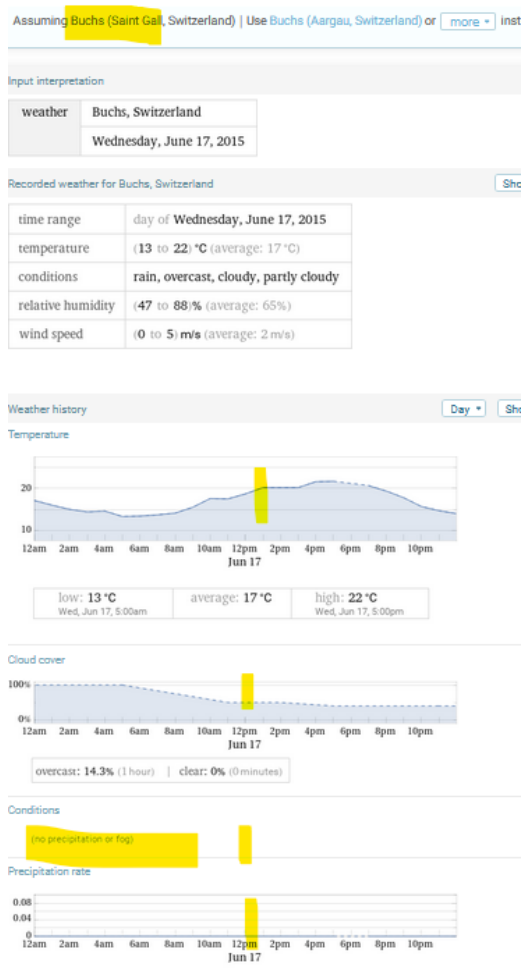 Assuming Buchs (Saint Gall, Switzerland) | Use Buchs (Aargau, Switzerland) or more inst
Input interpretation
weather Buchs, Switzerland
Wednesday, June 17, 2015
Recorded weather for Buchs, Switzerland Sho
time range day of Wednesday, June 17, 2015
temperature (13 to 22) °C (average: 17 °C)
conditions rain, overcast, cloudy, partly cloudy
relative humidity (47 to 88)% (average: 65%)
wind speed (0 to 5) m/s (average: 2 m/s)
Weather history Day Sho
Temperature
20
10
12am 2am 4am 6am 8am 10am 12pm 2pm 4pm 6pm 8pm 10pm
Jun 17
low: 13 °C average: 17 °C high: 22 °C
Wed, Jun 17, 5:00am Wed, Jun 17, 5:00pm
Cloud cover
100%
0%
12am 2am 4am 6am 8am 10am 12pm 2pm 4pm 6pm 8pm 10pm
Jun 17
overcast: 14.3% (1 hour) | clear: 0% (0 minutes)
Conditions
(no precipitation or fog)
Precipitation rate
0.08
0.04
0
12am 2am 4am 6am 8am 10am 12pm 2pm 4pm 6pm 8pm 10pm
Jun 17